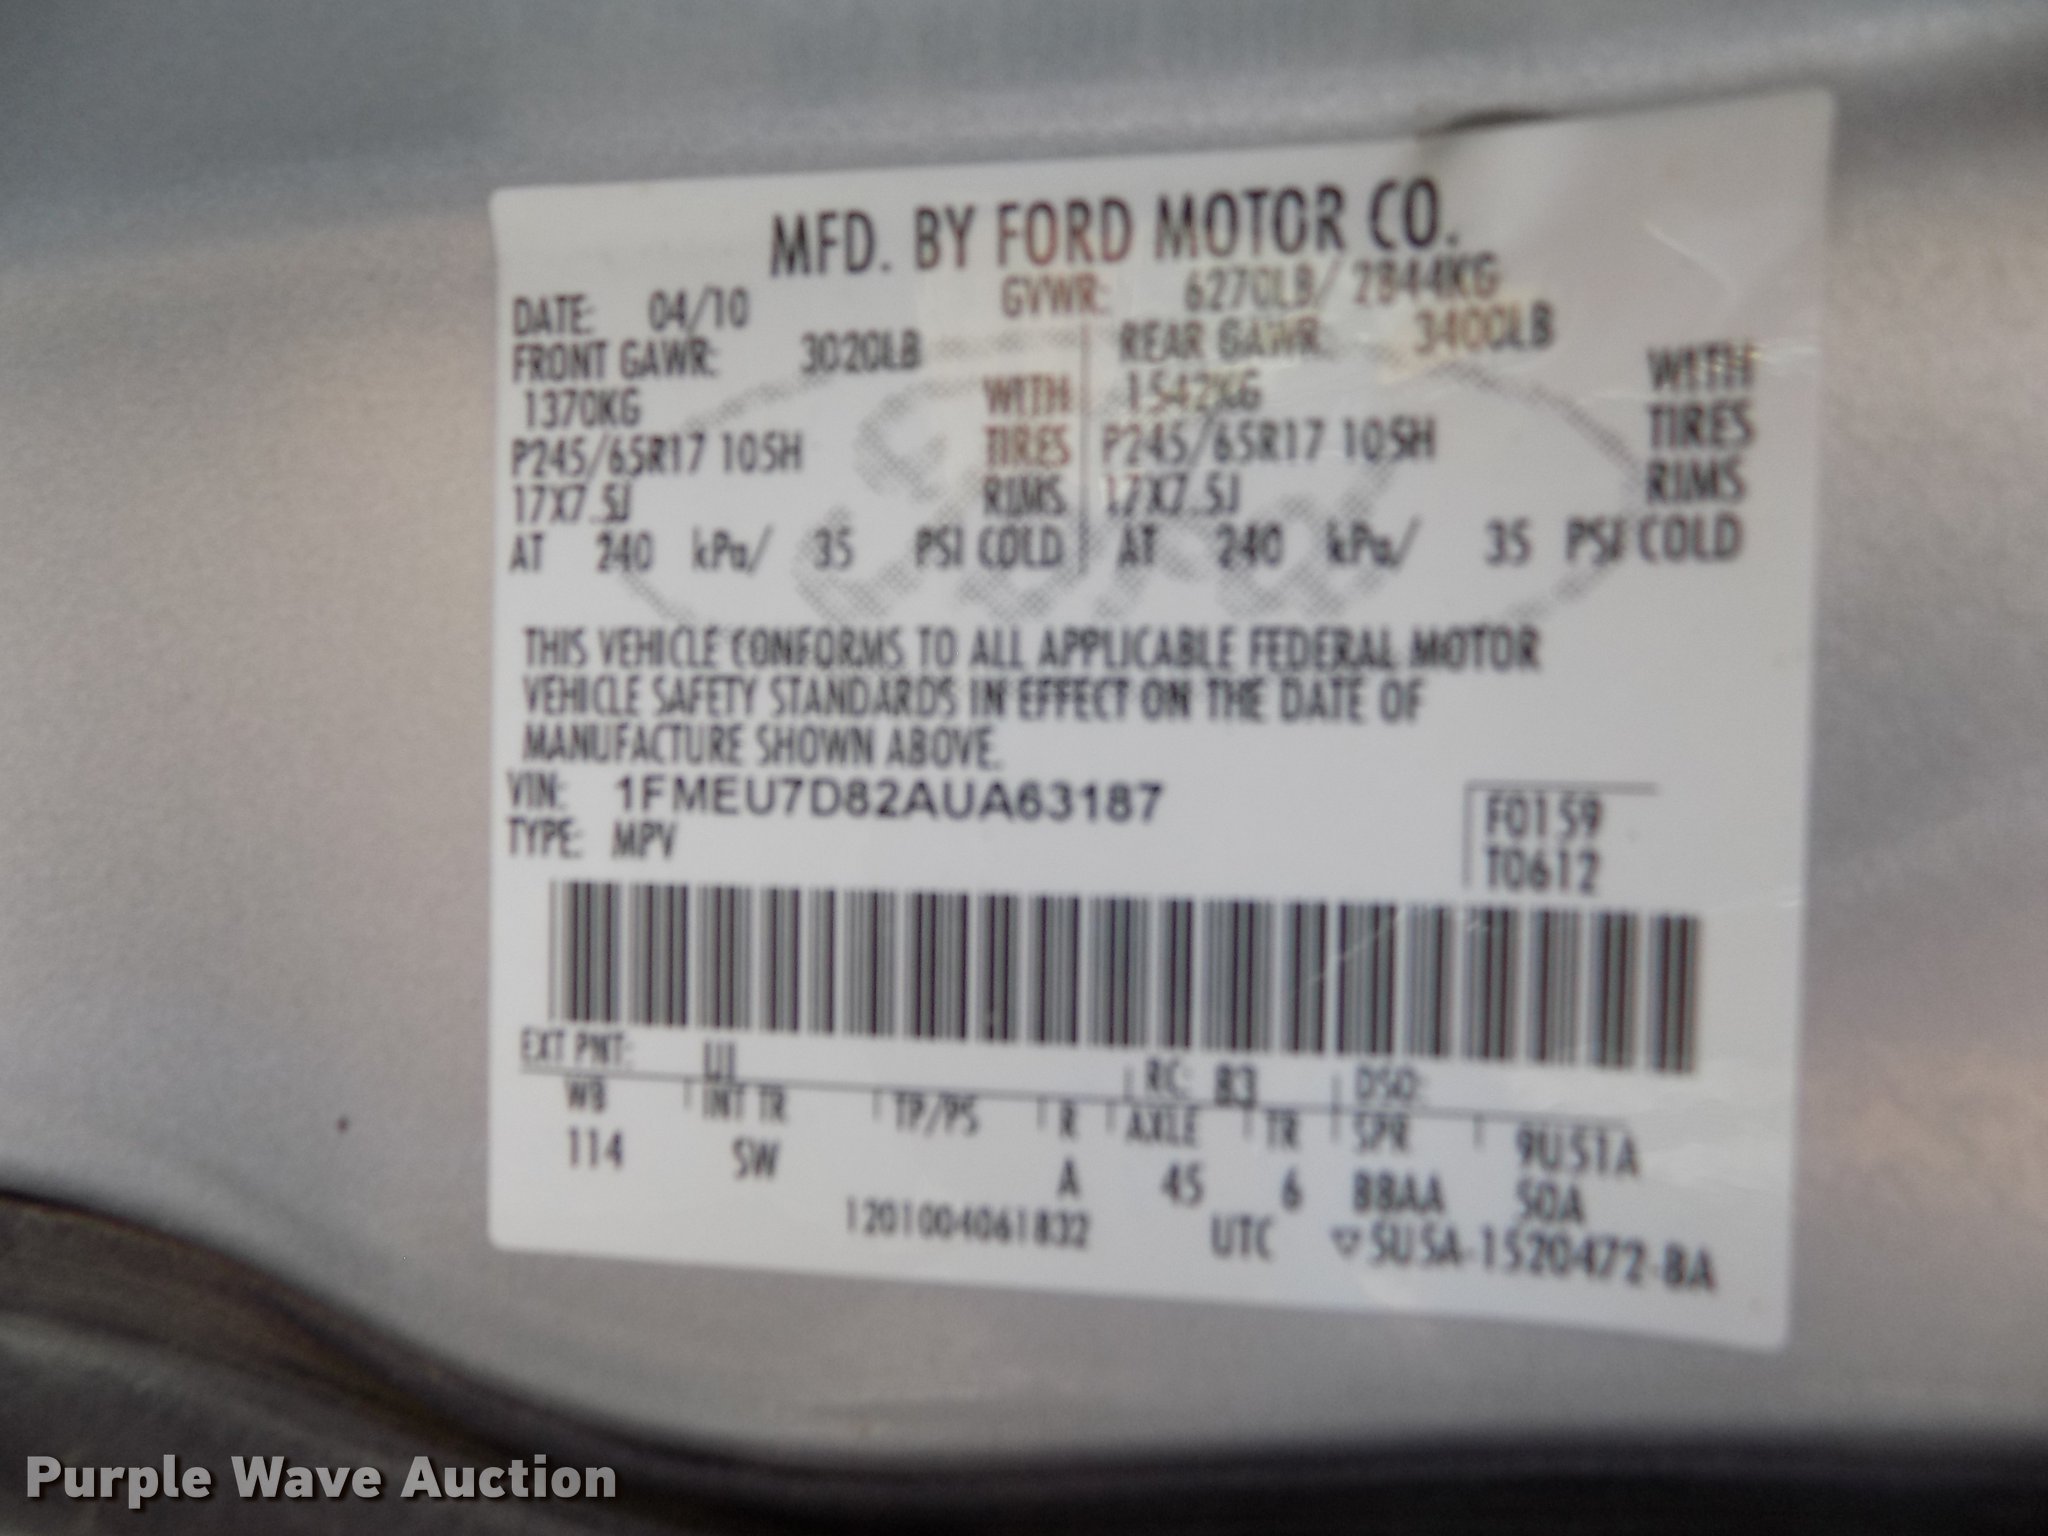 MFD. BY FORD MOTOR CO.
DATE: 04/10 GVWR: 6270LB/ 2844KG
FRONT GAWR: 3020LB REAR GAWR: 3400LB
1370KG WITH 1542KG WITH
P245/65R17 105H TIRES P245/65R17 105H TIRES
17X7.5J RIMS 17X7.5J RIMS
AT 240 kPa/ 35 PSI COLD AT 240 kPa/ 35 PSI COLD
THIS VEHICLE CONFORMS TO ALL APPLICABLE FEDERAL MOTOR
VEHICLE SAFETY STANDARDS IN EFFECT ON THE DATE OF
MANUFACTURE SHOWN ABOVE.
VIN: 1FMEU7D82AUA63187 F0159
TYPE: MPV T0612
EXT PNT: UJ RC: 83 DSO:
WB INT TR TP/PS R AXLE TR SPR 9U51A
114 SW A 45 6 BBAA 50A
1201004061832 UTC ▽5U5A-1520472-BA
Purple Wave Auction